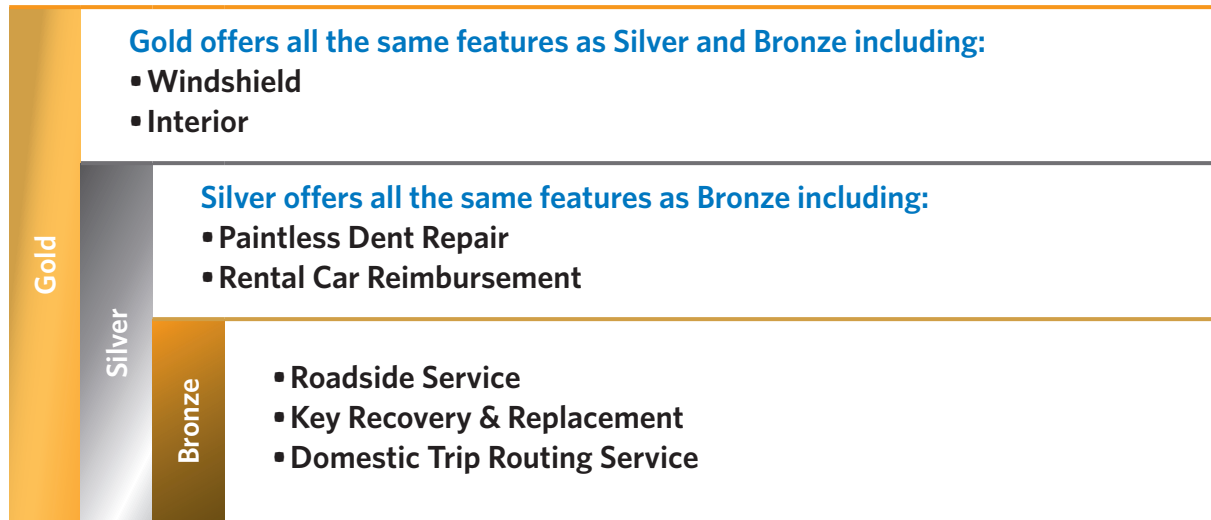 Gold offers all the same features as Silver and Bronze including:
• Windshield
• Interior
Silver offers all the same features as Bronze including:
• Paintless Dent Repair
• Rental Car Reimbursement
• Roadside Service
• Key Recovery & Replacement
• Domestic Trip Routing Service
Gold
Silver
Bronze